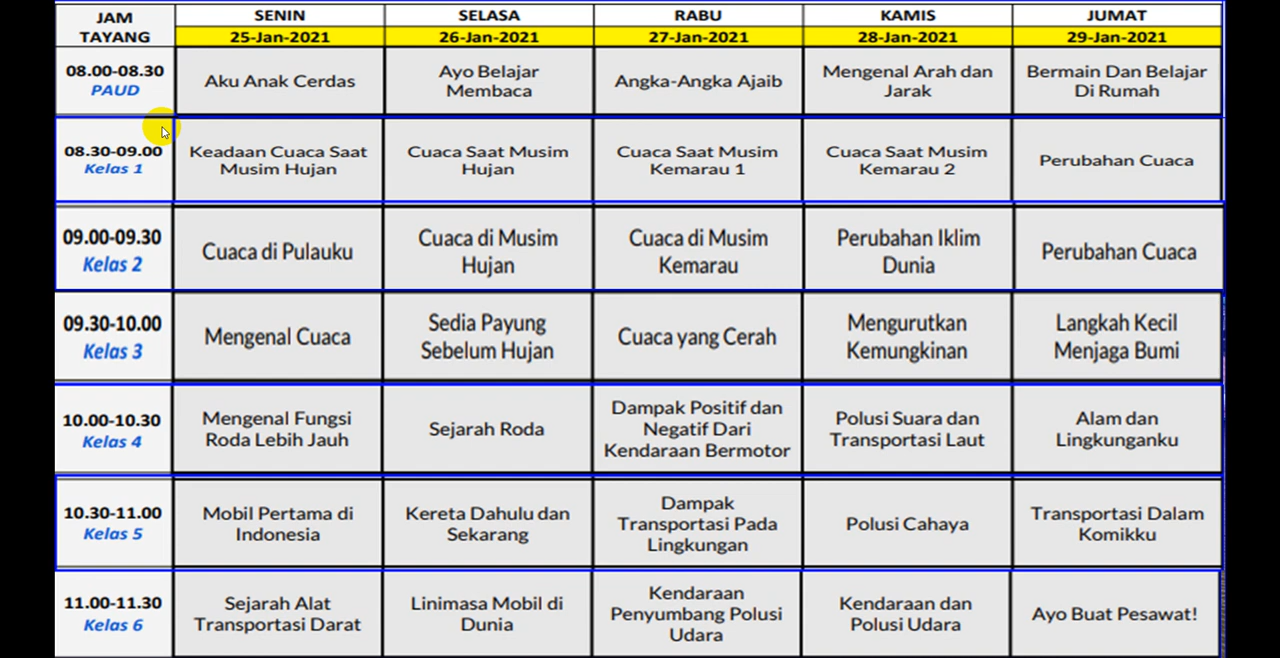 JAM
TAYANG
SENIN
SELASA
RABU
KAMIS
JUMAT
25-Jan-2021
26-Jan-2021
27-Jan-2021
28-Jan-2021
29-Jan-2021
08.00-08.30
PAUD
Aku Anak Cerdas
Ayo Belajar
Membaca
Angka-Angka Ajaib
Mengenal Arah dan
Jarak
Bermain Dan Belajar
Di Rumah
08.30-09.00
Kelas 1
Keadaan Cuaca Saat
Musim Hujan
Cuaca Saat Musim
Hujan
Cuaca Saat Musim
Kemarau 1
Cuaca Saat Musim
Kemarau 2
Perubahan Cuaca
09.00-09.30
Kelas 2
Cuaca di Pulauku
Cuaca di Musim
Hujan
Cuaca di Musim
Kemarau
Perubahan Iklim
Dunia
Perubahan Cuaca
09.30-10.00
Kelas 3
Mengenal Cuaca
Sedia Payung
Sebelum Hujan
Cuaca yang Cerah
Mengurutkan
Kemungkinan
Langkah Kecil
Menjaga Bumi
10.00-10.30
Kelas 4
Mengenal Fungsi
Roda Lebih Jauh
Sejarah Roda
Dampak Positif dan
Negatif Dari
Kendaraan Bermotor
Polusi Suara dan
Transportasi Laut
Alam dan
Lingkunganku
10.30-11.00
Kelas 5
Mobil Pertama di
Indonesia
Kereta Dahulu dan
Sekarang
Dampak
Transportasi Pada
Lingkungan
Polusi Cahaya
Transportasi Dalam
Komikku
11.00-11.30
Kelas 6
Sejarah Alat
Transportasi Darat
Linimasa Mobil di
Dunia
Kendaraan
Penyumbang Polusi
Udara
Kendaraan dan
Polusi Udara
Ayo Buat Pesawat!